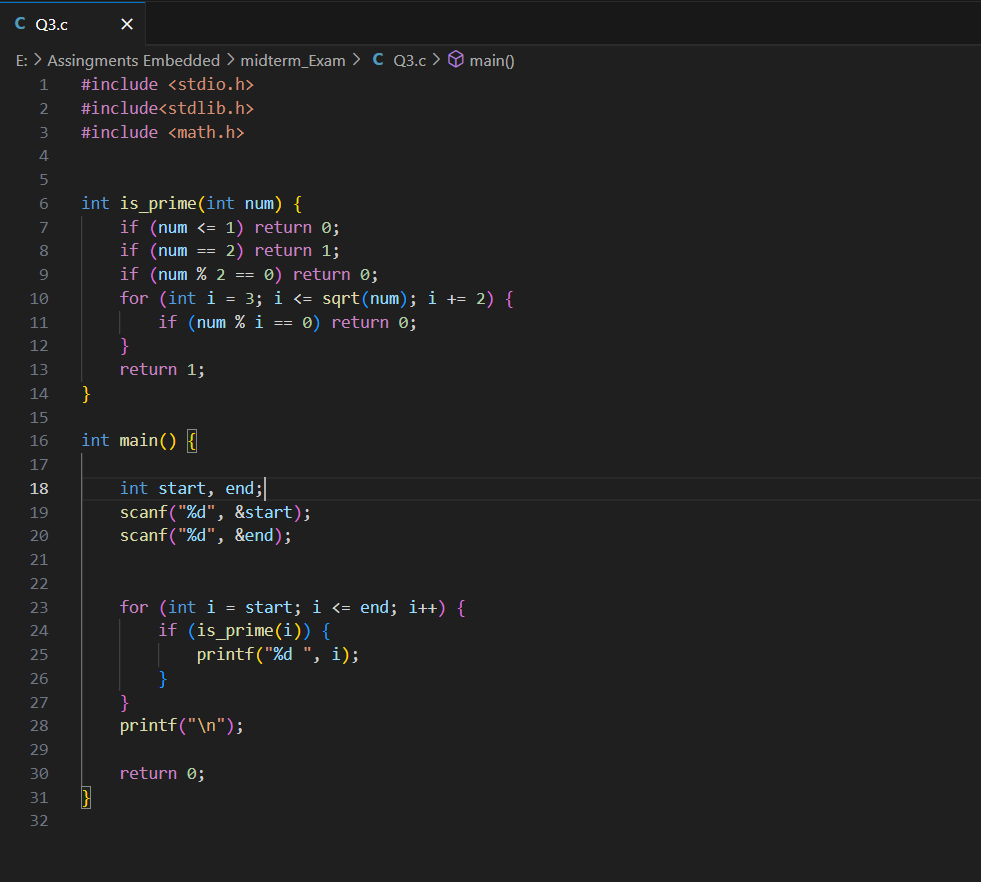 C Q3.c ×
E: > Assingments Embedded > midterm_Exam > C Q3.c > main()
1 #include <stdio.h>
2 #include<stdlib.h>
3 #include <math.h>
4
5
6 int is_prime(int num) {
7     if (num <= 1) return 0;
8     if (num == 2) return 1;
9     if (num % 2 == 0) return 0;
10     for (int i = 3; i <= sqrt(num); i += 2) {
11         if (num % i == 0) return 0;
12     }
13     return 1;
14 }
15
16 int main() {
17
18     int start, end;
19     scanf("%d", &start);
20     scanf("%d", &end);
21
22
23     for (int i = start; i <= end; i++) {
24         if (is_prime(i)) {
25             printf("%d ", i);
26         }
27     }
28     printf("\n");
29
30     return 0;
31 }
32